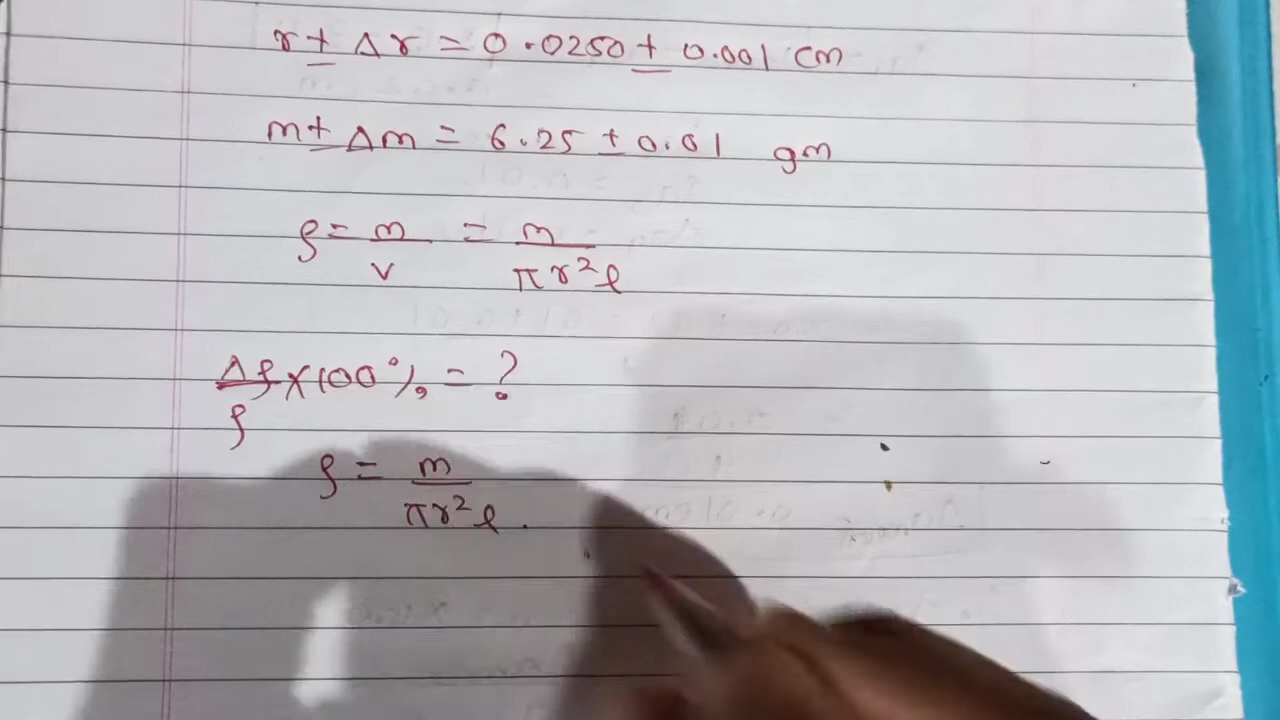 r ± Δr = 0.0250 ± 0.001 cm
m ± Δm = 6.25 ± 0.01 gm
ρ = m/v = m/πr²l
Δρ/ρ × 100% = ?
ρ = m/πr²l.